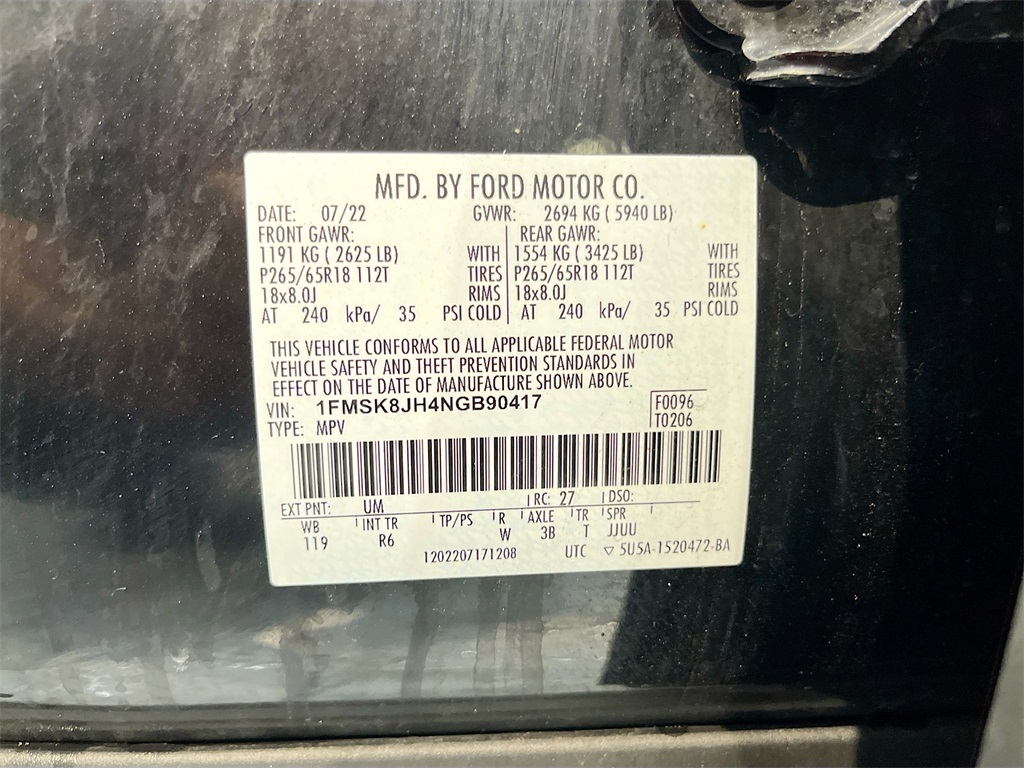 MFD. BY FORD MOTOR CO.
DATE: 07/22 GVWR: 2694 KG ( 5940 LB)
FRONT GAWR: REAR GAWR:
1191 KG ( 2625 LB) WITH 1554 KG ( 3425 LB) WITH
P265/65R18 112T TIRES P265/65R18 112T TIRES
18x8.0J RIMS 18x8.0J RIMS
AT 240 kPa/ 35 PSI COLD AT 240 kPa/ 35 PSI COLD
THIS VEHICLE CONFORMS TO ALL APPLICABLE FEDERAL MOTOR
VEHICLE SAFETY AND THEFT PREVENTION STANDARDS IN
EFFECT ON THE DATE OF MANUFACTURE SHOWN ABOVE.
VIN: 1FMSK8JH4NGB90417 F0096
TYPE: MPV T0206
EXT PNT: UM RC: 27 DSO:
WB INT TR TP/PS R AXLE TR SPR
119 R6 W 3B T JJUU
1202207171208 UTC ▽ 5U5A-1520472-BA